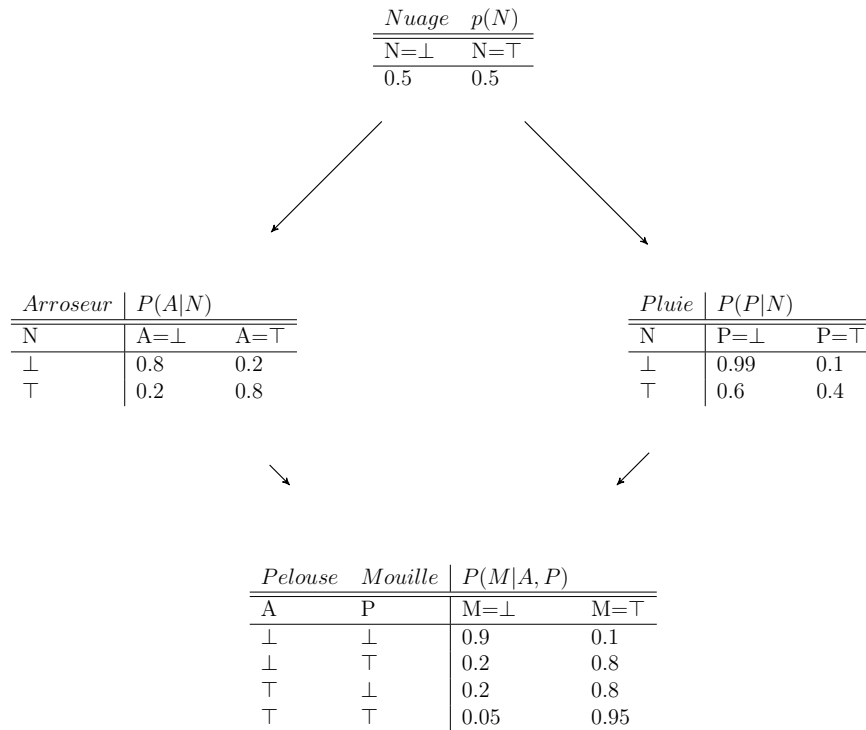 Nuage p(N)
N=⊥ N=⊤
0.5 0.5
Arroseur P(A|N)
N A=⊥ A=⊤
⊥ 0.8 0.2
⊤ 0.2 0.8
Pluie P(P|N)
N P=⊥ P=⊤
⊥ 0.99 0.1
⊤ 0.6 0.4
Pelouse Mouille P(M|A, P)
A P M=⊥ M=⊤
⊥ ⊥ 0.9 0.1
⊥ ⊤ 0.2 0.8
⊤ ⊥ 0.2 0.8
⊤ ⊤ 0.05 0.95